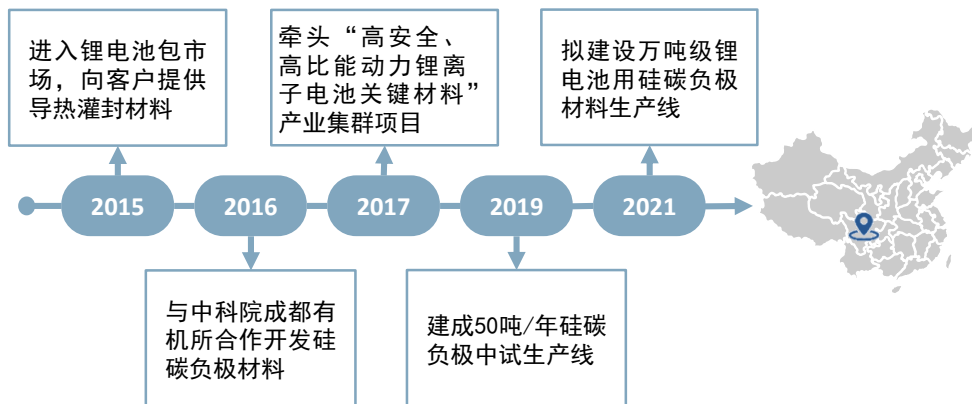 进入锂电池包市
场，向客户提供
导热灌封材料
牵头“高安全、
高比能动力锂离
子电池关键材料”
产业集群项目
拟建设万吨级锂
电池用硅碳负极
材料生产线
2015
2016
2017
2019
2021
与中科院成都有
机所合作开发硅
碳负极材料
建成50吨/年硅碳
负极中试生产线